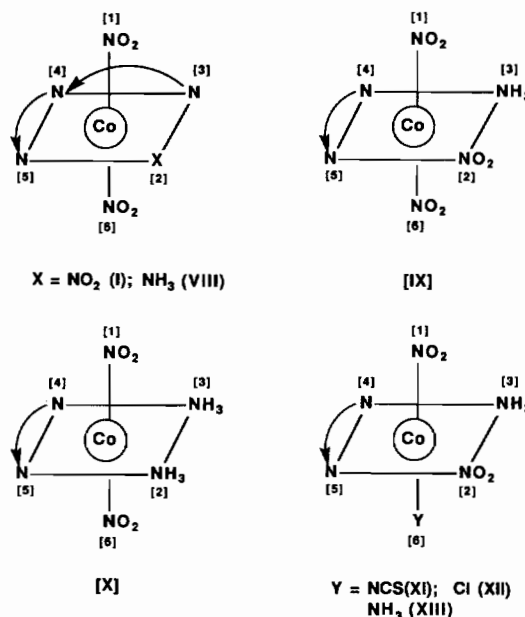 [1]
NO2
[4]
[3]
N
N
Co
N
X
[5]
[2]
NO2
[6]
X = NO2 (I); NH3 (VIII)
[1]
NO2
[4]
[3]
N
NH3
Co
N
NO2
[5]
[2]
NO2
[6]
[IX]
[1]
NO2
[4]
[3]
N
NH3
Co
N
NH3
[5]
[2]
NO2
[6]
[X]
[1]
NO2
[4]
[3]
N
Co
N
NO2
[5]
[2]
Y
[6]
Y = NCS(XI); Cl (XII)
NH3 (XIII)